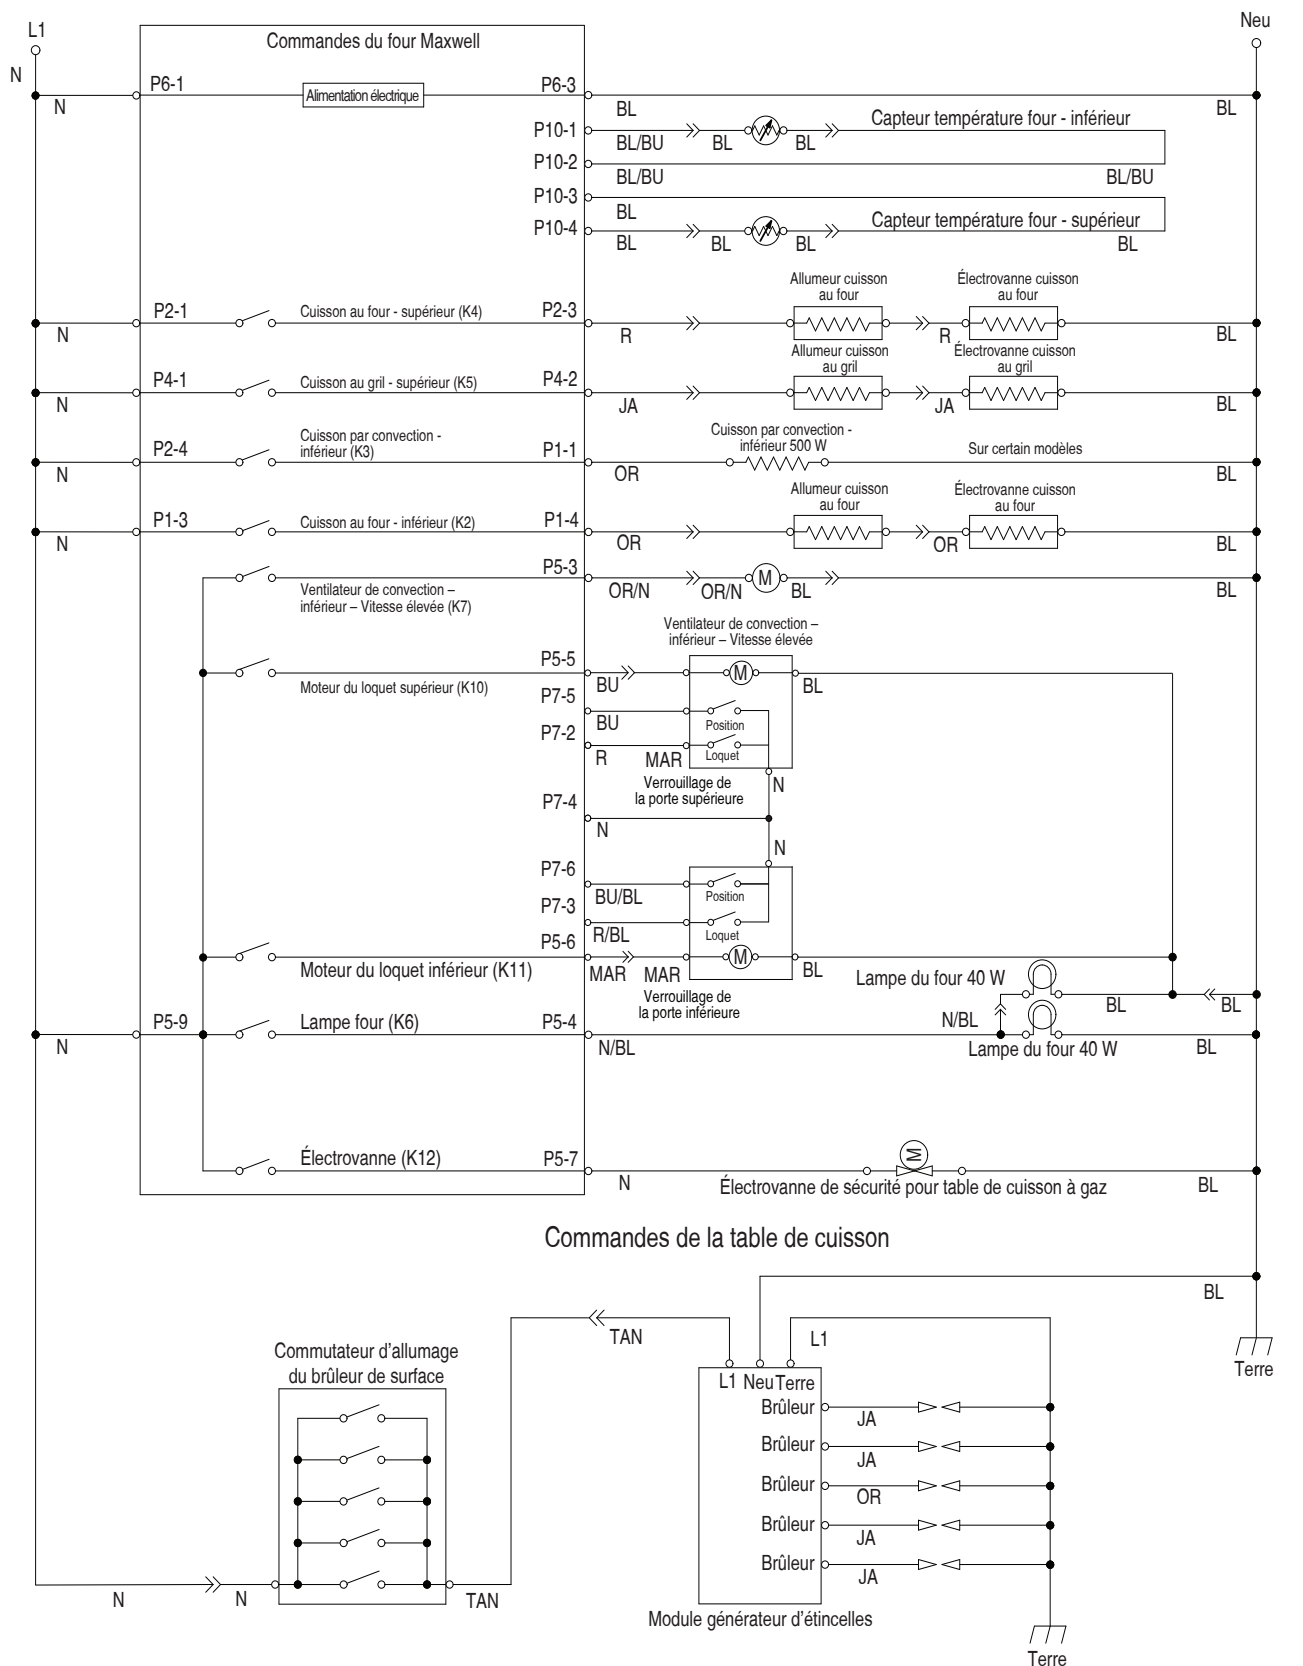 L1
Neu
Commandes du four Maxwell
N
P6-1
Alimentation électrique
P6-3
N
BL
BL
P10-1
Capteur température four - inférieur
BL/BU
BL
BL
P10-2
BL/BU
BL/BU
P10-3
BL
P10-4
Capteur température four - supérieur
BL
BL
BL
BL
Allumeur cuisson
au four
Électrovanne cuisson
au four
P2-1
Cuisson au four - supérieur (K4)
P2-3
N
R
R
BL
Allumeur cuisson
au gril
Électrovanne cuisson
au gril
P4-1
Cuisson au gril - supérieur (K5)
P4-2
N
JA
JA
BL
Cuisson par convection -
inférieur (K3)
Cuisson par convection -
inférieur 500 W
P2-4
P1-1
Sur certain modèles
N
OR
BL
Allumeur cuisson
au four
Électrovanne cuisson
au four
P1-3
Cuisson au four - inférieur (K2)
P1-4
N
OR
OR
BL
P5-3
M
Ventilateur de convection –
inférieur – Vitesse élevée (K7)
OR/N
OR/N
BL
BL
Ventilateur de convection –
inférieur – Vitesse élevée
P5-5
M
Moteur du loquet supérieur (K10)
BU
BL
P7-5
BU
Position
P7-2
R
MAR
Loquet
Verrouillage de
la porte supérieure
N
P7-4
N
N
P7-6
BU/BL
Position
P7-3
R/BL
Loquet
P5-6
M
Moteur du loquet inférieur (K11)
MAR
MAR
BL
Lampe du four 40 W
Verrouillage de
la porte inférieure
BL
BL
P5-9
Lampe four (K6)
P5-4
N/BL
N
N/BL
Lampe du four 40 W
BL
Électrovanne (K12)
P5-7
M
N
Électrovanne de sécurité pour table de cuisson à gaz
BL
Commandes de la table de cuisson
BL
TAN
L1
Commutateur d'allumage
du brûleur de surface
Terre
L1
Neu
Terre
Brûleur
JA
Brûleur
JA
Brûleur
OR
Brûleur
JA
Brûleur
JA
N
N
TAN
Module générateur d'étincelles
Terre